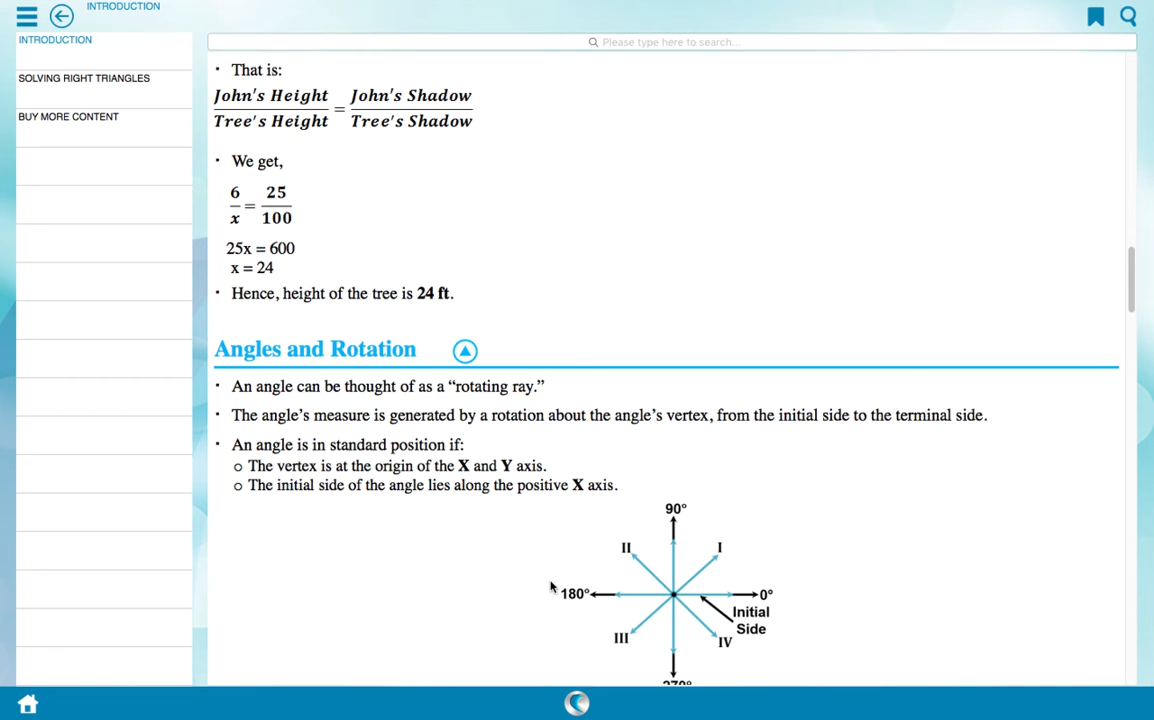 INTRODUCTION
INTRODUCTION
SOLVING RIGHT TRIANGLES
BUY MORE CONTENT
Please type here to search...
· That is:
John's Height / Tree's Height = John's Shadow / Tree's Shadow
· We get,
6/x = 25/100
25x = 600
x = 24
· Hence, height of the tree is 24 ft.
Angles and Rotation
· An angle can be thought of as a “rotating ray.”
· The angle’s measure is generated by a rotation about the angle’s vertex, from the initial side to the terminal side.
· An angle is in standard position if:
o The vertex is at the origin of the X and Y axis.
o The initial side of the angle lies along the positive X axis.
90°
II I
180° 0°
Initial
Side
III IV
270°